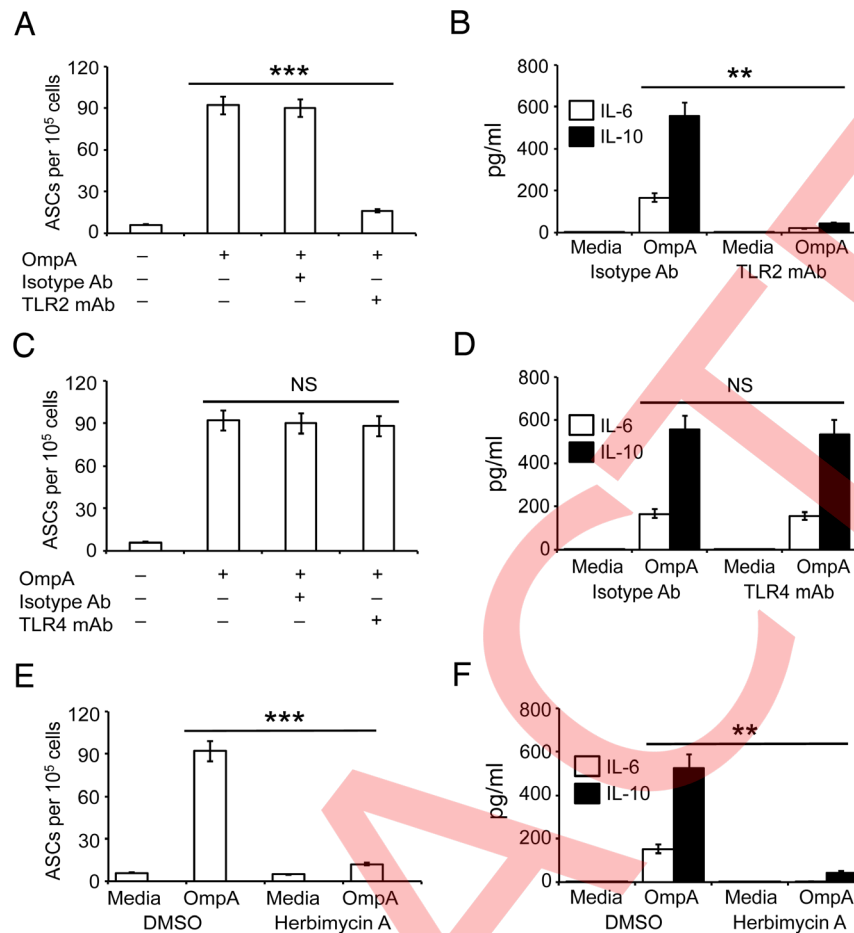 A
ASCs per 10⁵ cells
120
90
60
30
0
***
OmpA – + + +
Isotype Ab – – + –
TLR2 mAb – – – +
B
pg/ml
800
600
400
200
0
**
IL-6
IL-10
Media OmpA Media OmpA
Isotype Ab TLR2 mAb
C
ASCs per 10⁵ cells
120
90
60
30
0
NS
OmpA – + + +
Isotype Ab – – + –
TLR4 mAb – – – +
D
pg/ml
800
600
400
200
0
NS
IL-6
IL-10
Media OmpA Media OmpA
Isotype Ab TLR4 mAb
E
ASCs per 10⁵ cells
120
90
60
30
0
***
Media OmpA Media OmpA
DMSO Herbimycin A
F
pg/ml
800
600
400
200
0
**
IL-6
IL-10
Media OmpA Media OmpA
DMSO Herbimycin A